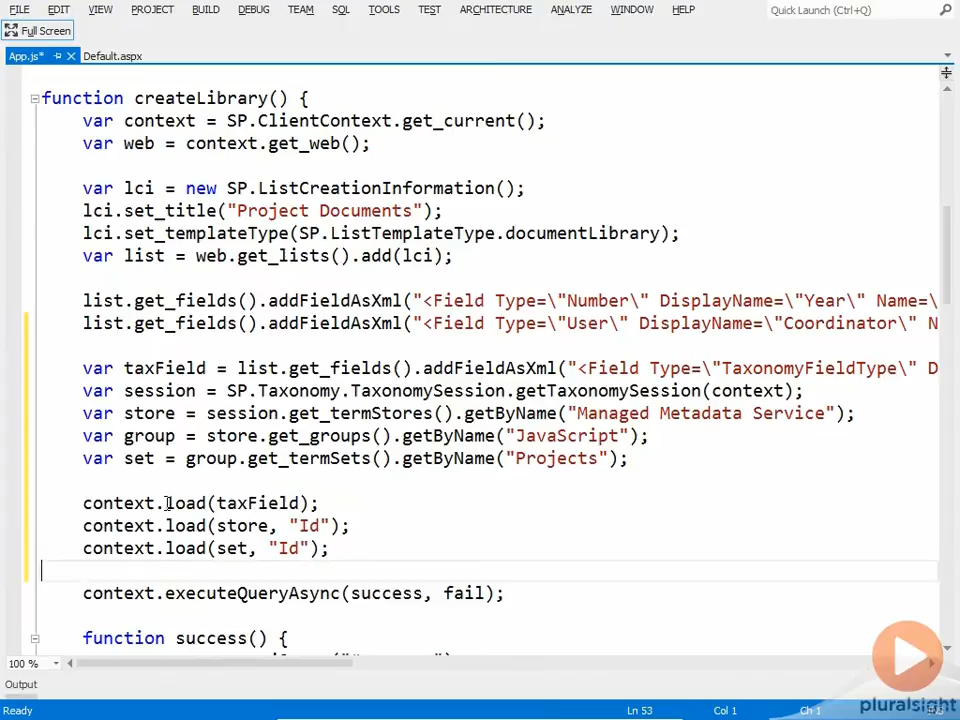 FILE EDIT VIEW PROJECT BUILD DEBUG TEAM SQL TOOLS TEST ARCHITECTURE ANALYZE WINDOW HELP Quick Launch (Ctrl+Q)
Full Screen
App.js* Default.aspx
function createLibrary() {
var context = SP.ClientContext.get_current();
var web = context.get_web();
var lci = new SP.ListCreationInformation();
lci.set_title("Project Documents");
lci.set_templateType(SP.ListTemplateType.documentLibrary);
var list = web.get_lists().add(lci);
list.get_fields().addFieldAsXml("<Field Type=\"Number\" DisplayName=\"Year\" Name=\
list.get_fields().addFieldAsXml("<Field Type=\"User\" DisplayName=\"Coordinator\" N
var taxField = list.get_fields().addFieldAsXml("<Field Type=\"TaxonomyFieldType\" D
var session = SP.Taxonomy.TaxonomySession.getTaxonomySession(context);
var store = session.get_termStores().getByName("Managed Metadata Service");
var group = store.get_groups().getByName("JavaScript");
var set = group.get_termSets().getByName("Projects");
context.load(taxField);
context.load(store, "Id");
context.load(set, "Id");
context.executeQueryAsync(success, fail);
function success() {
100 %
Output
Ready Ln 53 Col 1 Ch 1
pluralsight